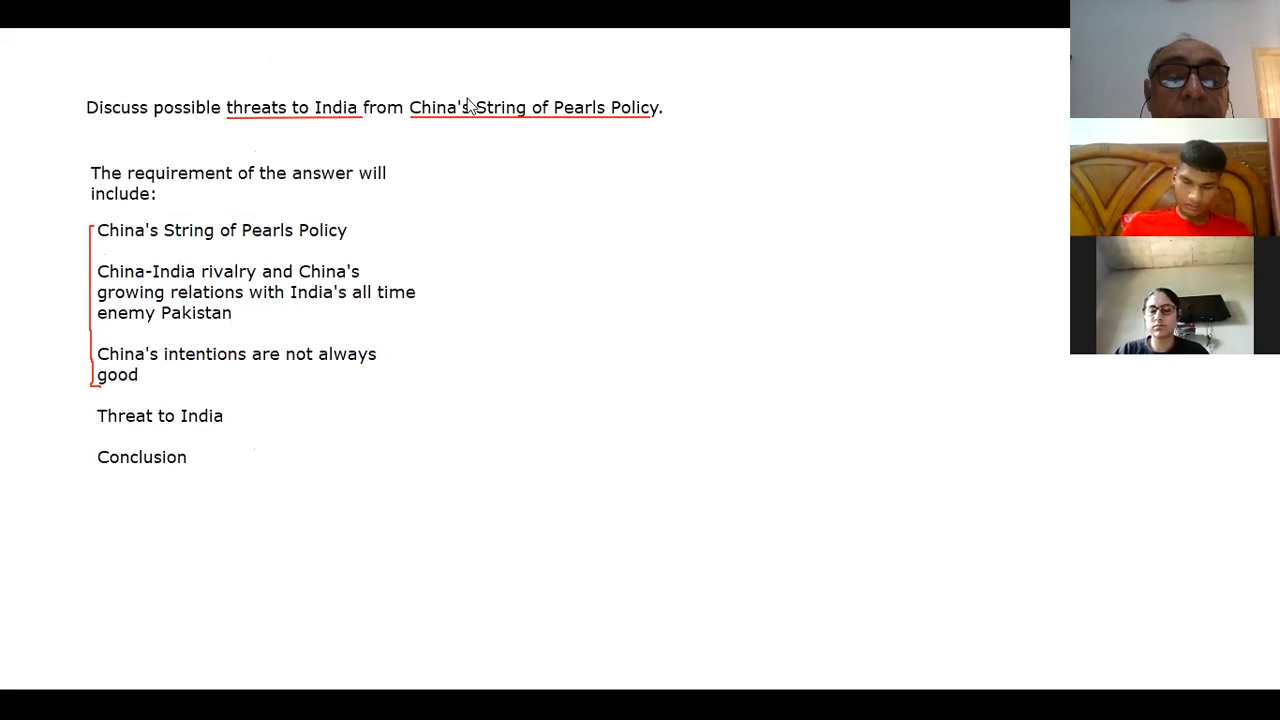 Discuss possible threats to India from China's String of Pearls Policy.
The requirement of the answer will
include:
China's String of Pearls Policy
China-India rivalry and China's
growing relations with India's all time
enemy Pakistan
China's intentions are not always
good
Threat to India
Conclusion